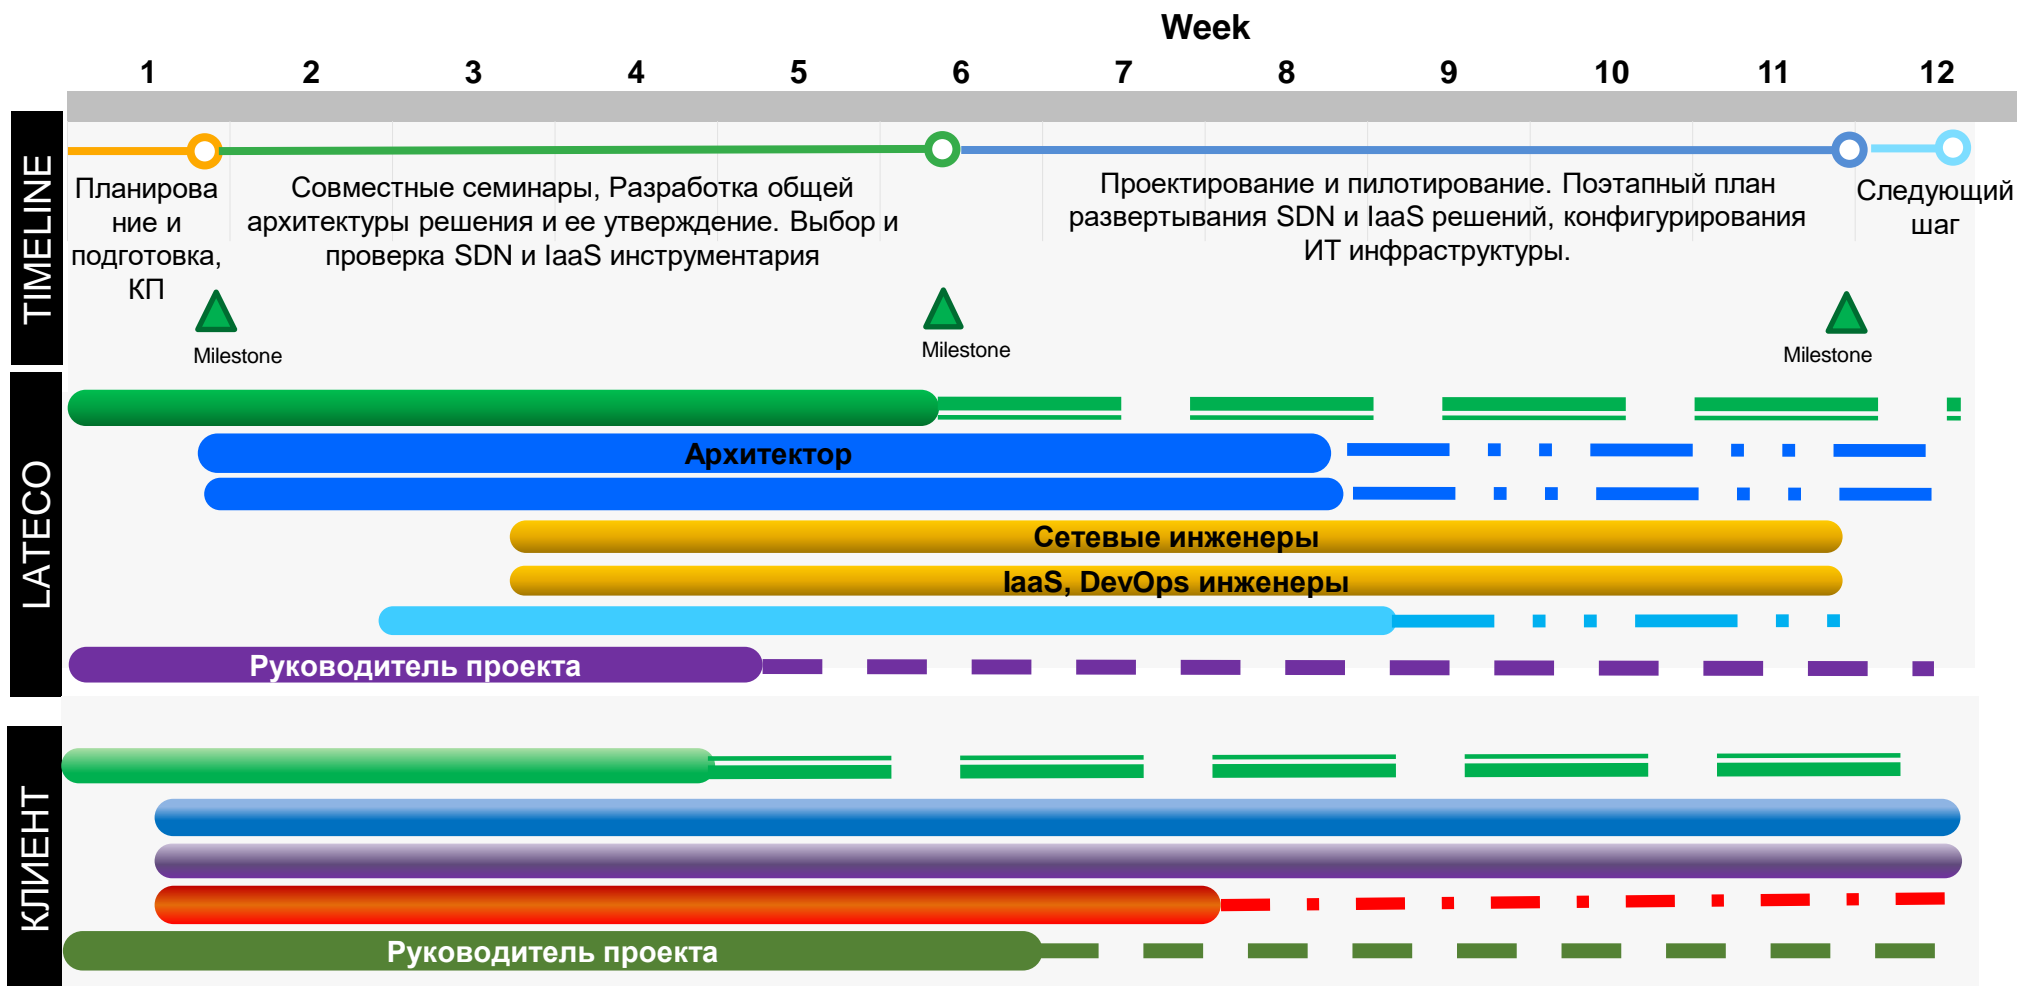 Week
1 2 3 4 5 6 7 8 9 10 11 12
TIMELINE
Планирова
ние и
подготовка,
КП
Совместные семинары, Разработка общей
архитектуры решения и ее утверждение. Выбор и
проверка SDN и IaaS инструментария
Проектирование и пилотирование. Поэтапный план
развертывания SDN и IaaS решений, конфигурирования
ИТ инфраструктуры.
Следующий
шаг
Milestone
Milestone
Milestone
LATECO
Архитектор
Сетевые инженеры
IaaS, DevOps инженеры
Руководитель проекта
КЛИЕНТ
Руководитель проекта